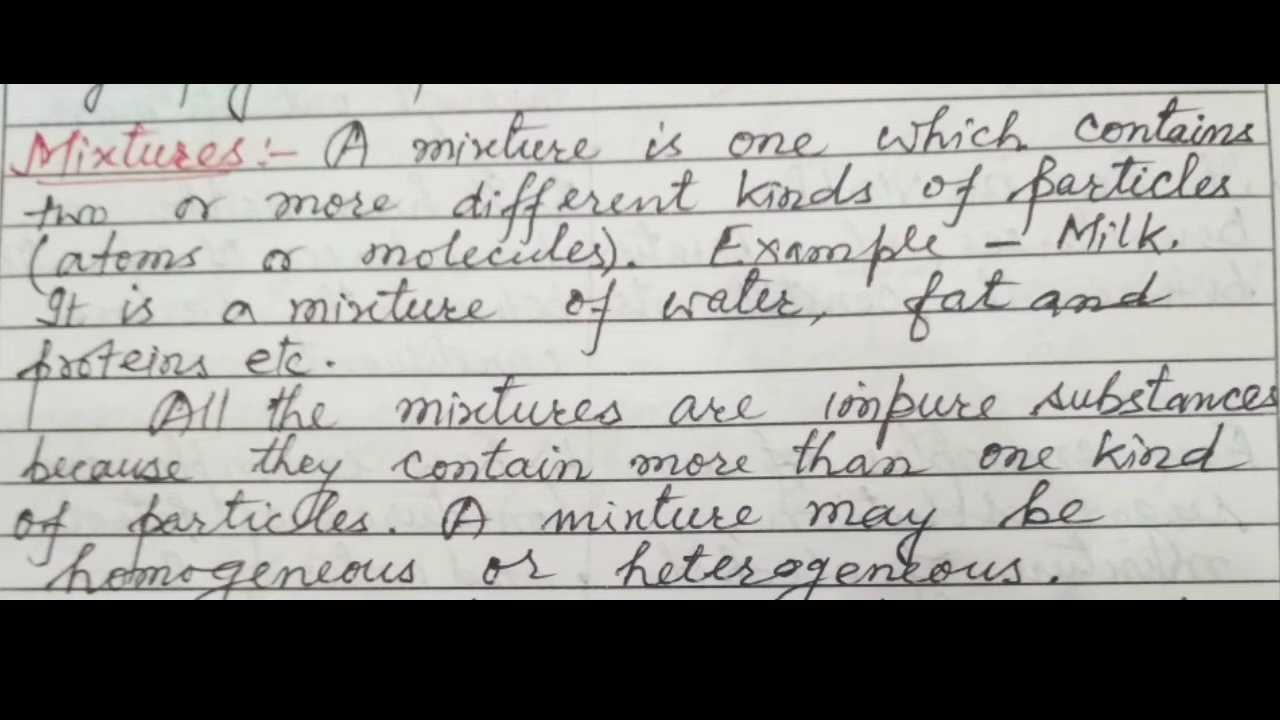 Mixtures:- A mixture is one which contains
two or more different kinds of particles
(atoms or molecules). Example - Milk.
It is a mixture of water, fat and
proteins etc.
All the mixtures are impure substances
because they contain more than one kind
of particles. A mixture may be
homogeneous or heterogeneous.